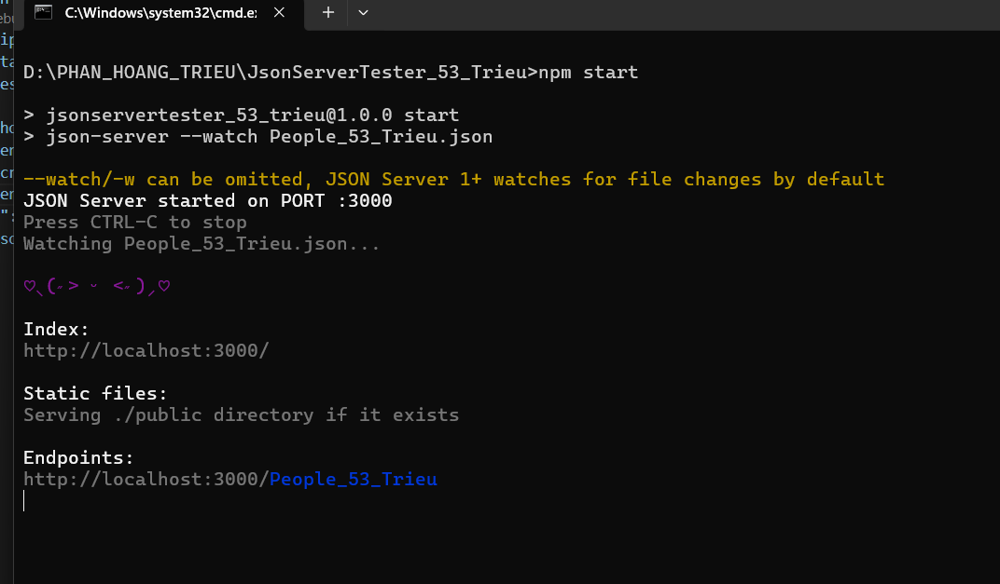 C:\Windows\system32\cmd.e
D:\PHAN_HOANG_TRIEU\JsonServerTester_53_Trieu>npm start
> jsonservertester_53_trieu@1.0.0 start
> json-server --watch People_53_Trieu.json
--watch/-w can be omitted, JSON Server 1+ watches for file changes by default
JSON Server started on PORT :3000
Press CTRL-C to stop
Watching People_53_Trieu.json...
♡⸜(˶˃ ᵕ ˂˶)⸝♡
Index:
http://localhost:3000/
Static files:
Serving ./public directory if it exists
Endpoints:
http://localhost:3000/People_53_Trieu